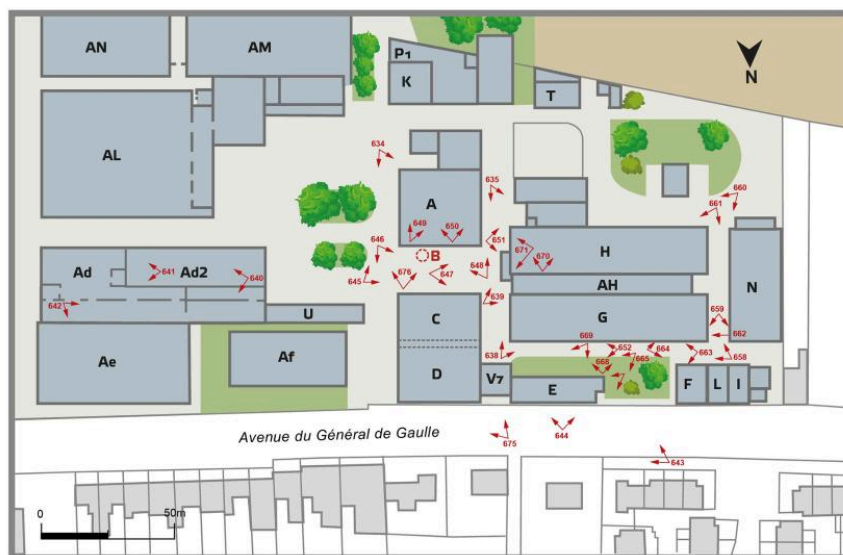 AN
AM
P1
K
T
N
AL
634
A
635
660
661
649
650
646
651
B
671
670
H
Ad
Ad2
641
640
645
676
647
648
AH
N
642
U
C
639
G
659
662
Ae
Af
638
669
652
664
663
658
665
668
D
V7
E
F
L
I
Avenue du Général de Gaulle
675
644
643
0
50m